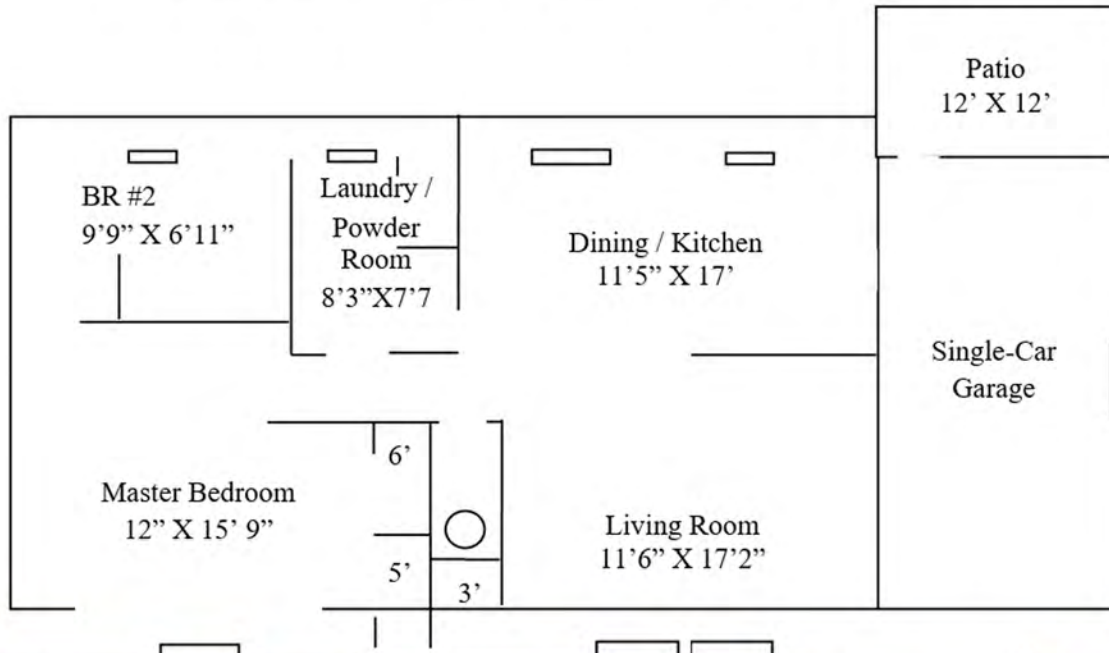 Patio
12’ X 12’
BR #2
9’9” X 6’11”
Laundry /
Powder
Room
8’3”X7’7
Dining / Kitchen
11’5” X 17’
Single-Car
Garage
6’
Master Bedroom
12” X 15’ 9”
5’
3’
Living Room
11’6” X 17’2”